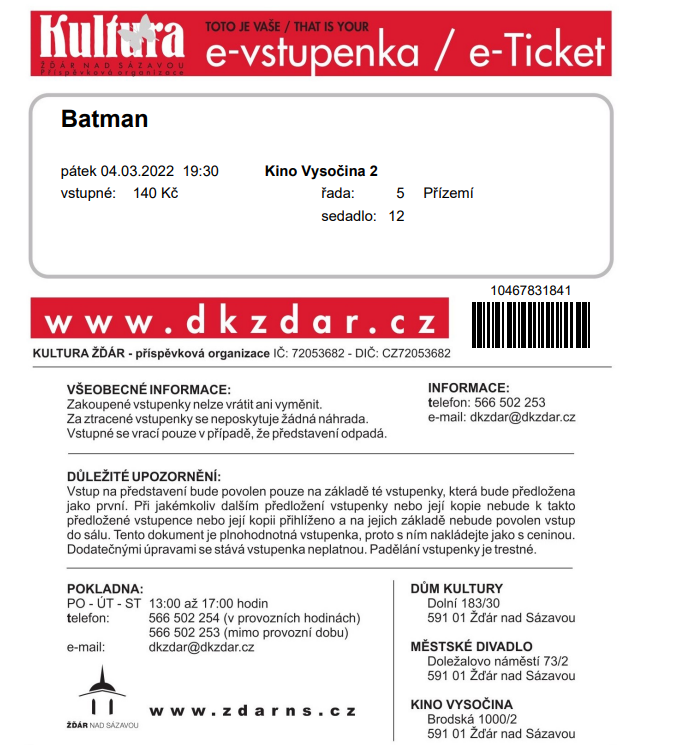 Kultura
ŽĎÁR NAD SÁZAVOU
Příspěvková organizace
TOTO JE VAŠE / THAT IS YOUR
e-vstupenka / e-Ticket
Batman
pátek 04.03.2022 19:30 Kino Vysočina 2
vstupné: 140 Kč řada: 5 Přízemí
sedadlo: 12
10467831841
www.dkzdar.cz
KULTURA ŽĎÁR - příspěvková organizace IČ: 72053682 - DIČ: CZ72053682
VŠEOBECNÉ INFORMACE:
Zakoupené vstupenky nelze vrátit ani vyměnit.
Za ztracené vstupenky se neposkytuje žádná náhrada.
Vstupné se vrací pouze v případě, že představení odpadá.
INFORMACE:
telefon: 566 502 253
e-mail: dkzdar@dkzdar.cz
DŮLEŽITÉ UPOZORNĚNÍ:
Vstup na představení bude povolen pouze na základě té vstupenky, která bude předložena
jako první. Při jakémkoliv dalším předložení vstupenky nebo její kopie nebude k takto
předložené vstupence nebo její kopii přihlíženo a na jejich základě nebude povolen vstup
do sálu. Tento dokument je plnohodnotná vstupenka, proto s ním nakládejte jako s ceninou.
Dodatečnými úpravami se stává vstupenka neplatnou. Padělání vstupenky je trestné.
POKLADNA:
PO - ÚT - ST 13:00 až 17:00 hodin
telefon: 566 502 254 (v provozních hodinách)
566 502 253 (mimo provozní dobu)
e-mail: dkzdar@dkzdar.cz
ŽĎÁR NAD SÁZAVOU
www.zdarns.cz
DŮM KULTURY
Dolní 183/30
591 01 Žďár nad Sázavou
MĚSTSKÉ DIVADLO
Doležalovo náměstí 73/2
591 01 Žďár nad Sázavou
KINO VYSOČINA
Brodská 1000/2
591 01 Žďár nad Sázavou